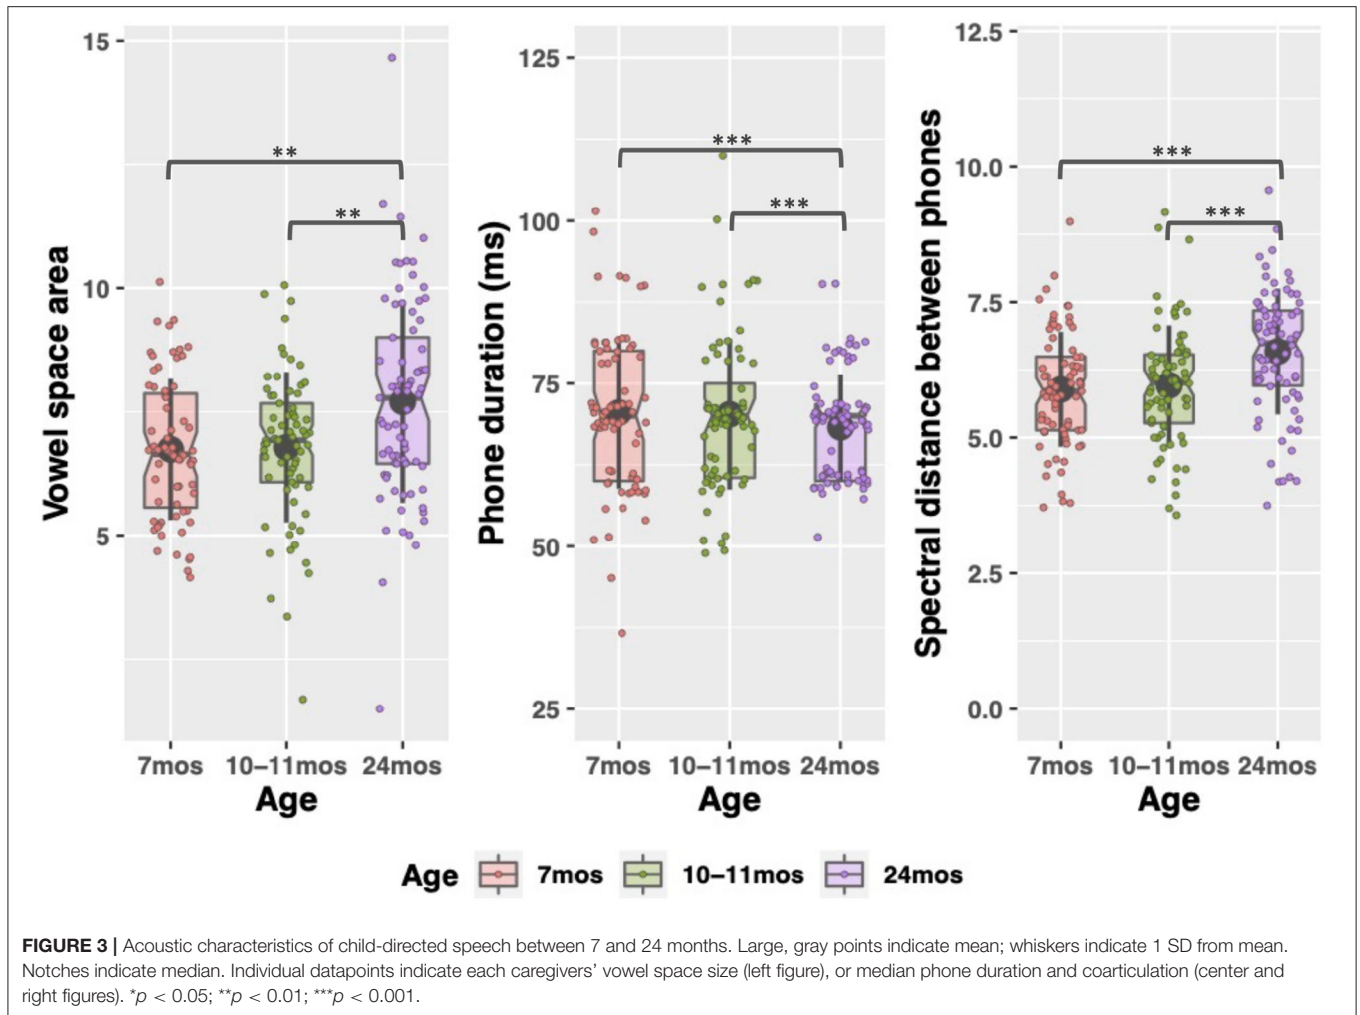 Vowel space area
15
10
5
**
**
7mos 10–11mos 24mos
Age
Phone duration (ms)
125
100
75
50
25
***
***
7mos 10–11mos 24mos
Age
Spectral distance between phones
12.5
10.0
7.5
5.0
2.5
0.0
***
***
7mos 10–11mos 24mos
Age
Age 7mos 10–11mos 24mos
FIGURE 3 | Acoustic characteristics of child-directed speech between 7 and 24 months. Large, gray points indicate mean; whiskers indicate 1 SD from mean.
Notches indicate median. Individual datapoints indicate each caregivers' vowel space size (left figure), or median phone duration and coarticulation (center and
right figures). *p < 0.05; **p < 0.01; ***p < 0.001.